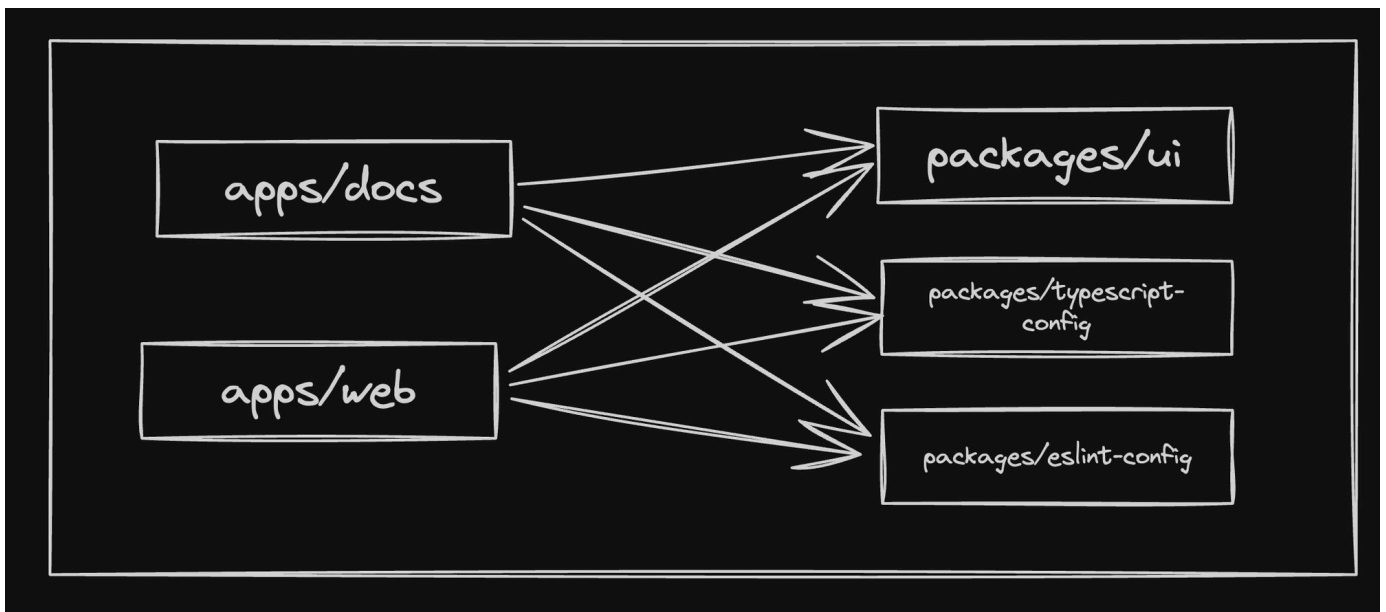 apps/docs
packages/ui
packages/typescript-
config
apps/web
packages/eslint-config